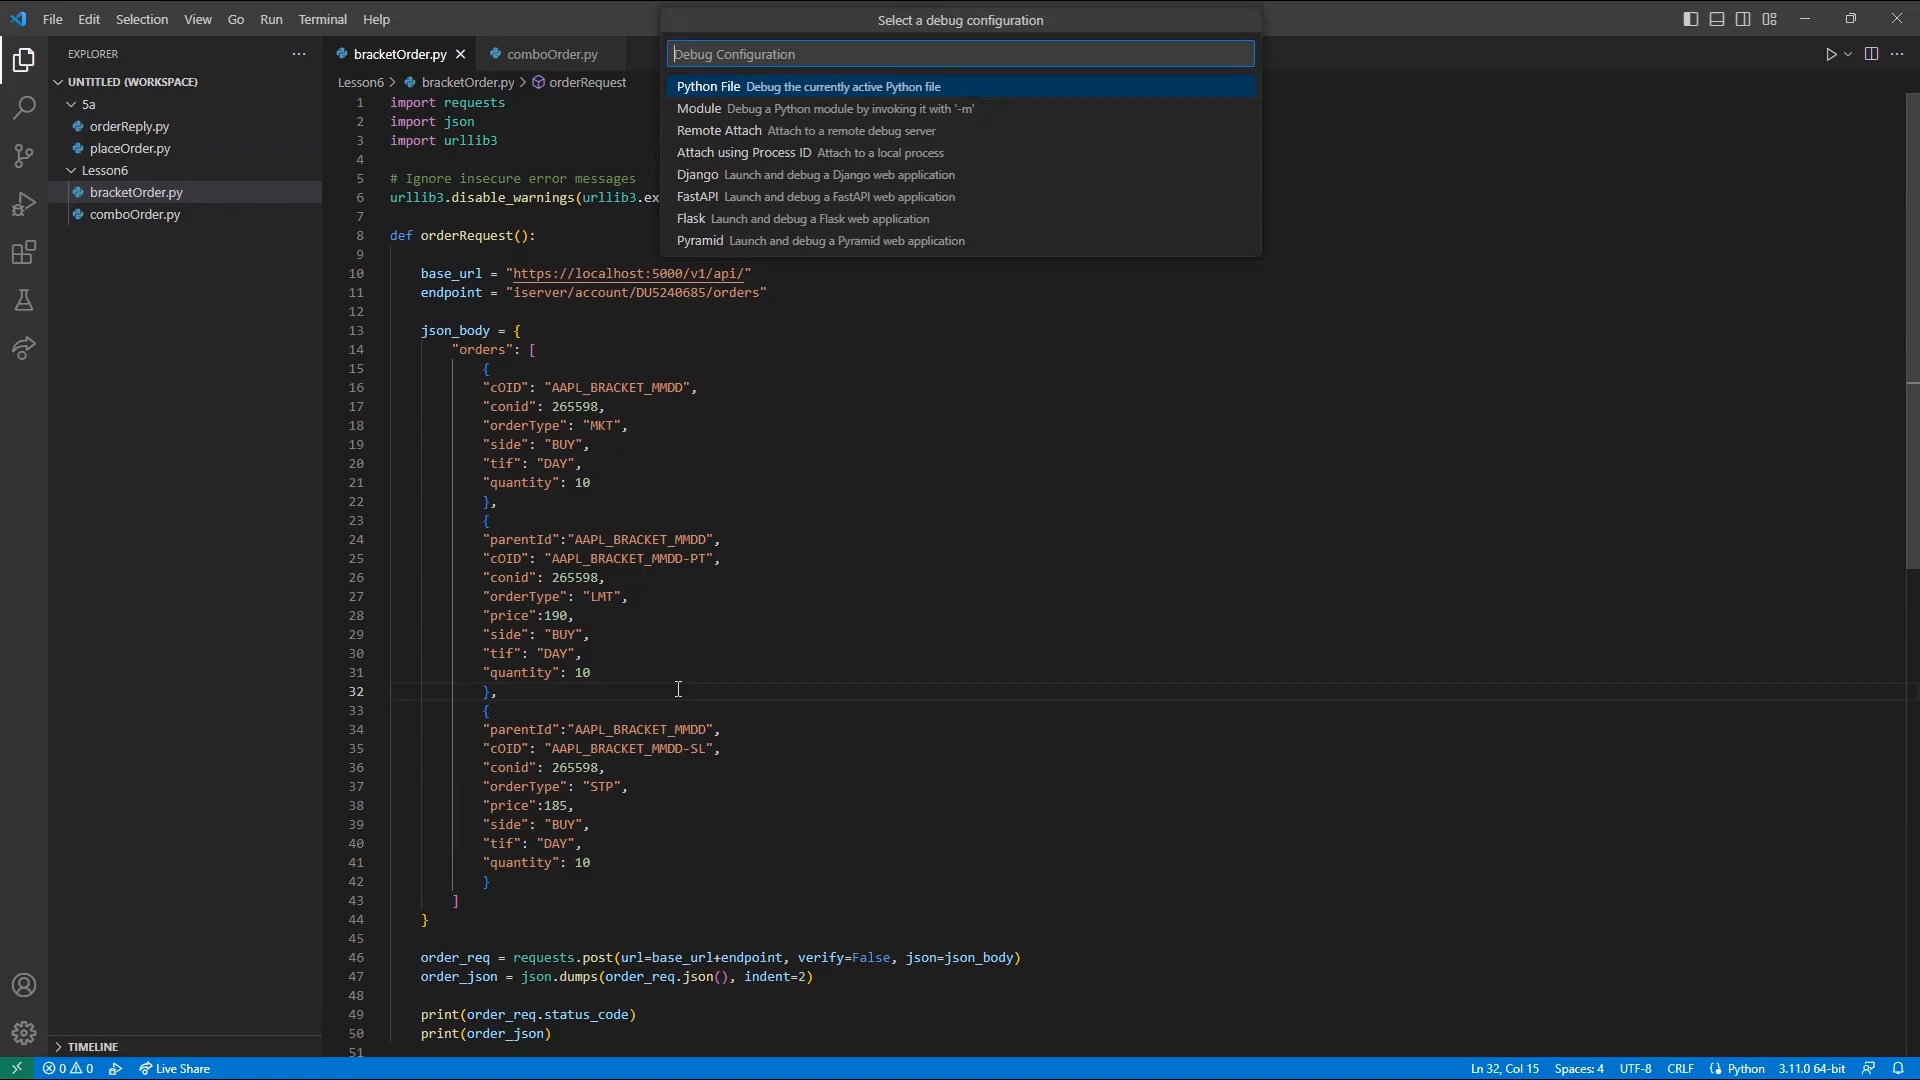 File Edit Selection View Go Run Terminal Help
Select a debug configuration
Debug Configuration
Python File Debug the currently active Python file
Module Debug a Python module by invoking it with '-m'
Remote Attach Attach to a remote debug server
Attach using Process ID Attach to a local process
Django Launch and debug a Django web application
FastAPI Launch and debug a FastAPI web application
Flask Launch and debug a Flask web application
Pyramid Launch and debug a Pyramid web application
EXPLORER
UNTITLED (WORKSPACE)
5a
orderReply.py
placeOrder.py
Lesson6
bracketOrder.py
comboOrder.py
TIMELINE
bracketOrder.py comboOrder.py
Lesson6 > bracketOrder.py > orderRequest
1 import requests
2 import json
3 import urllib3
4
5 # Ignore insecure error messages
6 urllib3.disable_warnings(urllib3.ex
7
8 def orderRequest():
9
10 base_url = "https://localhost:5000/v1/api/"
11 endpoint = "iserver/account/DU5240685/orders"
12
13 json_body = {
14 "orders": [
15 {
16 "cOID": "AAPL_BRACKET_MMDD",
17 "conid": 265598,
18 "orderType": "MKT",
19 "side": "BUY",
20 "tif": "DAY",
21 "quantity": 10
22 },
23 {
24 "parentId":"AAPL_BRACKET_MMDD",
25 "cOID": "AAPL_BRACKET_MMDD-PT",
26 "conid": 265598,
27 "orderType": "LMT",
28 "price":190,
29 "side": "BUY",
30 "tif": "DAY",
31 "quantity": 10
32 },
33 {
34 "parentId":"AAPL_BRACKET_MMDD",
35 "cOID": "AAPL_BRACKET_MMDD-SL",
36 "conid": 265598,
37 "orderType": "STP",
38 "price":185,
39 "side": "BUY",
40 "tif": "DAY",
41 "quantity": 10
42 }
43 ]
44 }
45
46 order_req = requests.post(url=base_url+endpoint, verify=False, json=json_body)
47 order_json = json.dumps(order_req.json(), indent=2)
48
49 print(order_req.status_code)
50 print(order_json)
51
0 0 Live Share Ln 32, Col 15 Spaces: 4 UTF-8 CRLF Python 3.11.0 64-bit